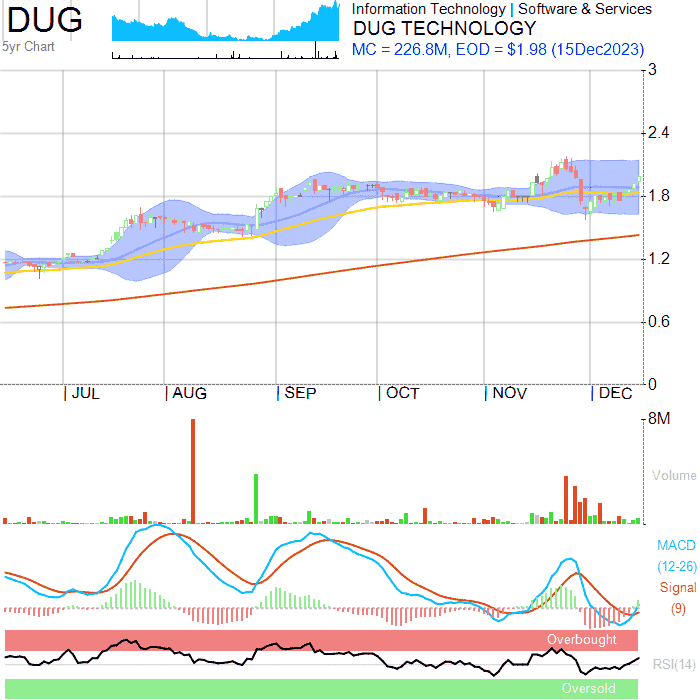 DUG
5yr Chart
Information Technology | Software & Services
DUG TECHNOLOGY
MC = 226.8M, EOD = $1.98 (15Dec2023)
3
2.4
1.8
1.2
0.6
0
| JUL | AUG | SEP | OCT | NOV | DEC
8M
Volume
MACD
(12-26)
Signal
(9)
Overbought
RSI(14)
Oversold